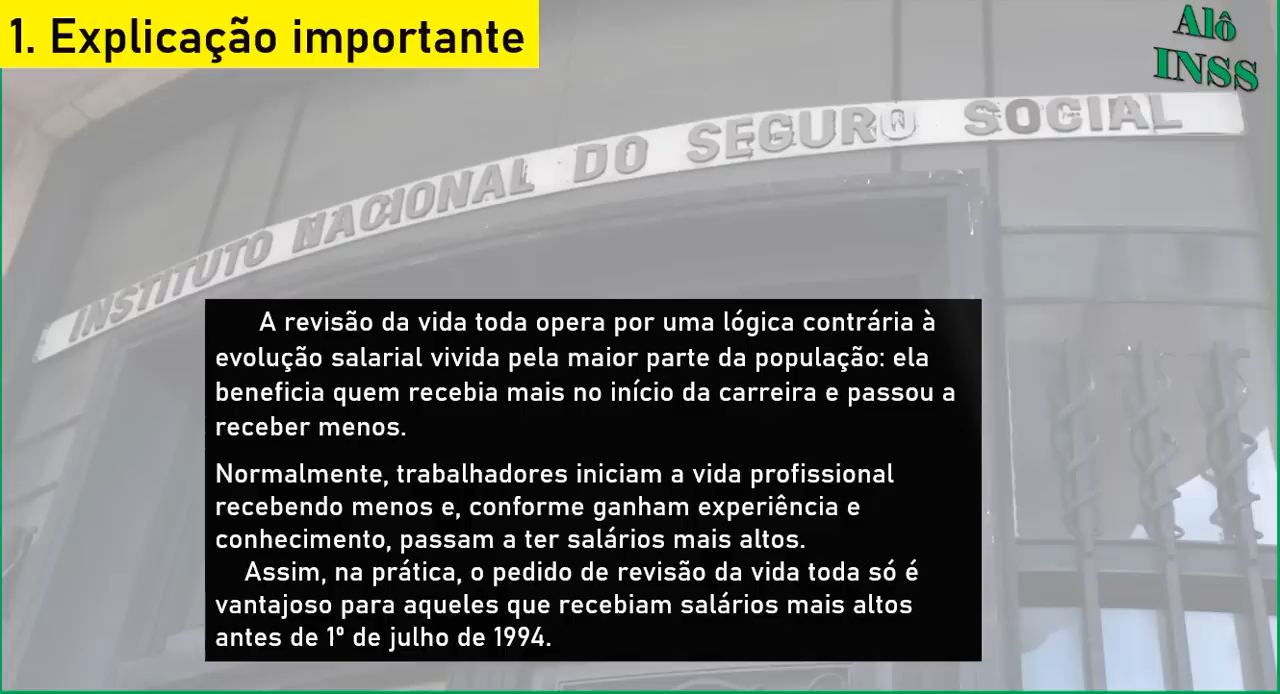 1. Explicação importante
Alô
INSS
INSTITUTO NACIONAL DO SEGURO SOCIAL
A revisão da vida toda opera por uma lógica contrária à
evolução salarial vivida pela maior parte da população: ela
beneficia quem recebia mais no início da carreira e passou a
receber menos.
Normalmente, trabalhadores iniciam a vida profissional
recebendo menos e, conforme ganham experiência e
conhecimento, passam a ter salários mais altos.
Assim, na prática, o pedido de revisão da vida toda só é
vantajoso para aqueles que recebiam salários mais altos
antes de 1º de julho de 1994.